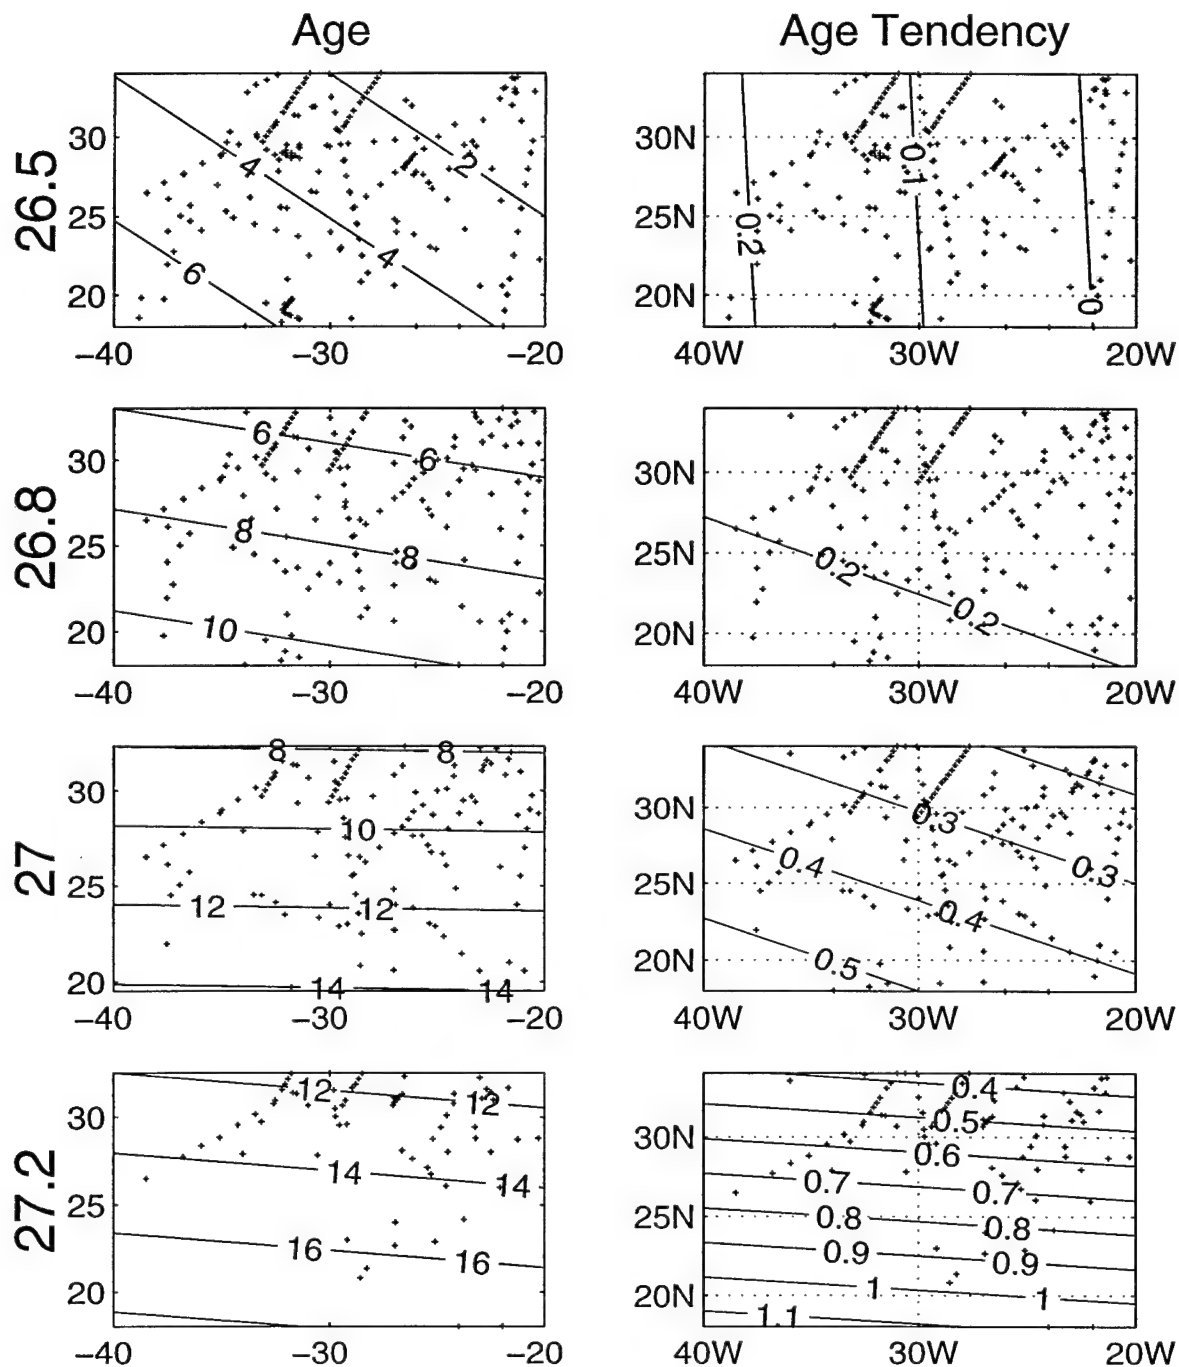 Age Age Tendency
26.5
30 4 2
25 4
20 6
−40 −30 −20
30N 0.1
25N 0.2
20N 0
40W 30W 20W
26.8
30 6 6
25 8 8
20 10
−40 −30 −20
30N
25N 0.2
20N 0.2
40W 30W 20W
27
8 8
30 10
25 12 12
20 14 14
−40 −30 −20
30N 0.3
25N 0.4 0.3
20N 0.5 0.4
40W 30W 20W
27.2
30 12 12
25 14 14
20 16 16
−40 −30 −20
0.4
0.5
30N 0.6
0.7 0.7
25N 0.8 0.8
0.9 0.9
20N 1 1
1.1
40W 30W 20W